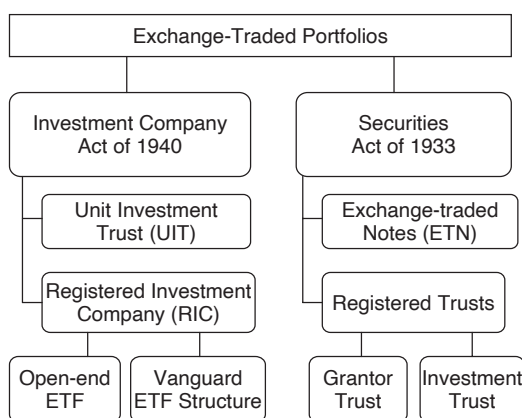 Exchange-Traded Portfolios
Investment Company
Act of 1940
Securities
Act of 1933
Unit Investment
Trust (UIT)
Exchange-traded
Notes (ETN)
Registered Investment
Company (RIC)
Registered Trusts
Open-end
ETF
Vanguard
ETF Structure
Grantor
Trust
Investment
Trust